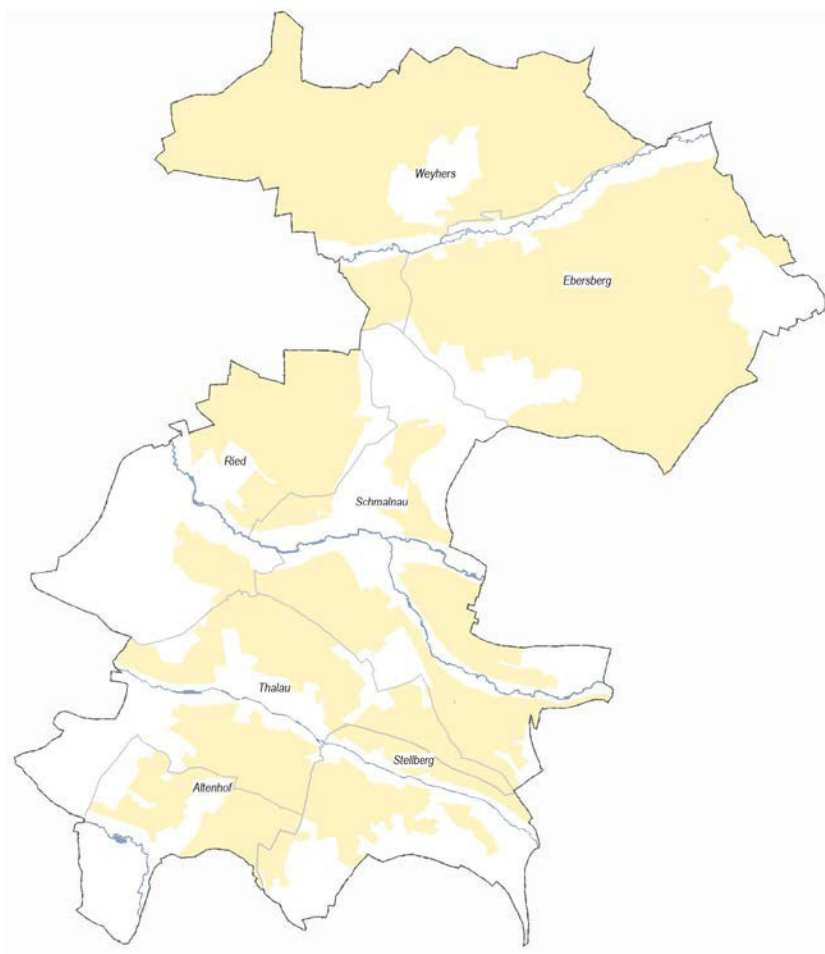 Weyhers
Ebersberg
Ried
Schmalnau
Thalau
Stellberg
Altenhof